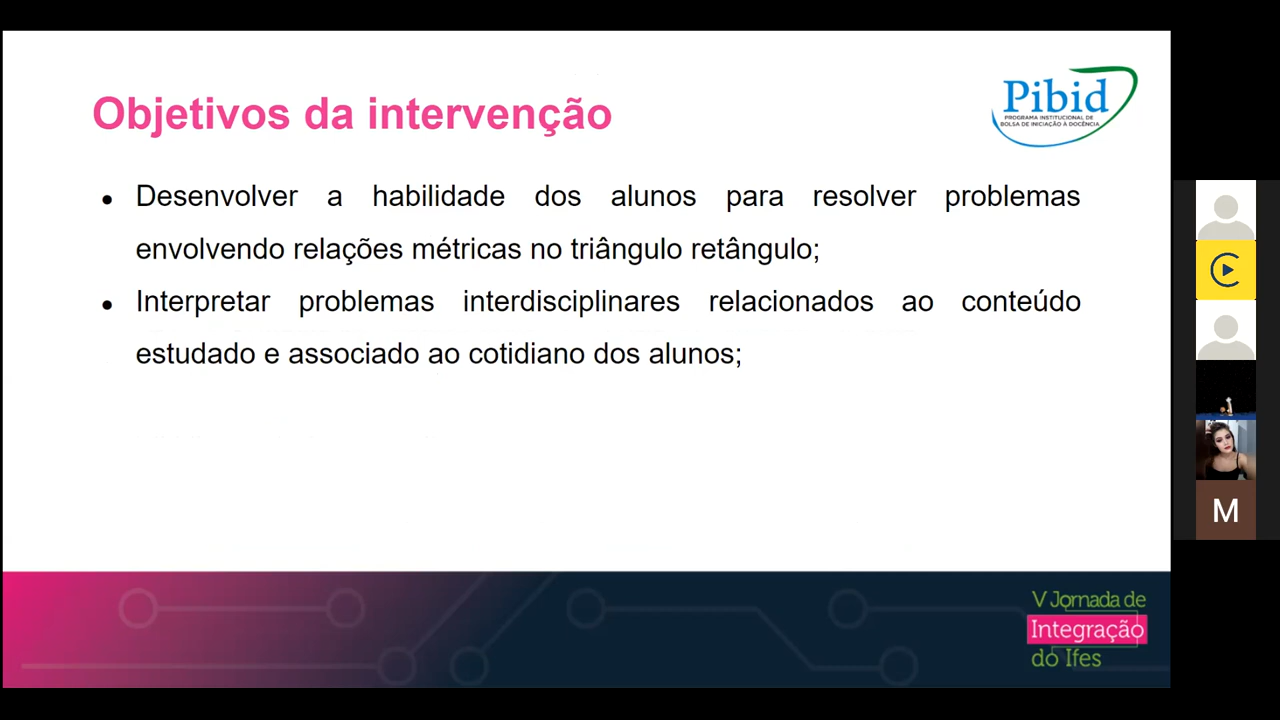 Objetivos da intervenção
Pibid
PROGRAMA INSTITUCIONAL DE
BOLSA DE INICIAÇÃO À DOCÊNCIA
● Desenvolver a habilidade dos alunos para resolver problemas
envolvendo relações métricas no triângulo retângulo;
● Interpretar problemas interdisciplinares relacionados ao conteúdo
estudado e associado ao cotidiano dos alunos;
M
V Jornada de
Integração
do Ifes